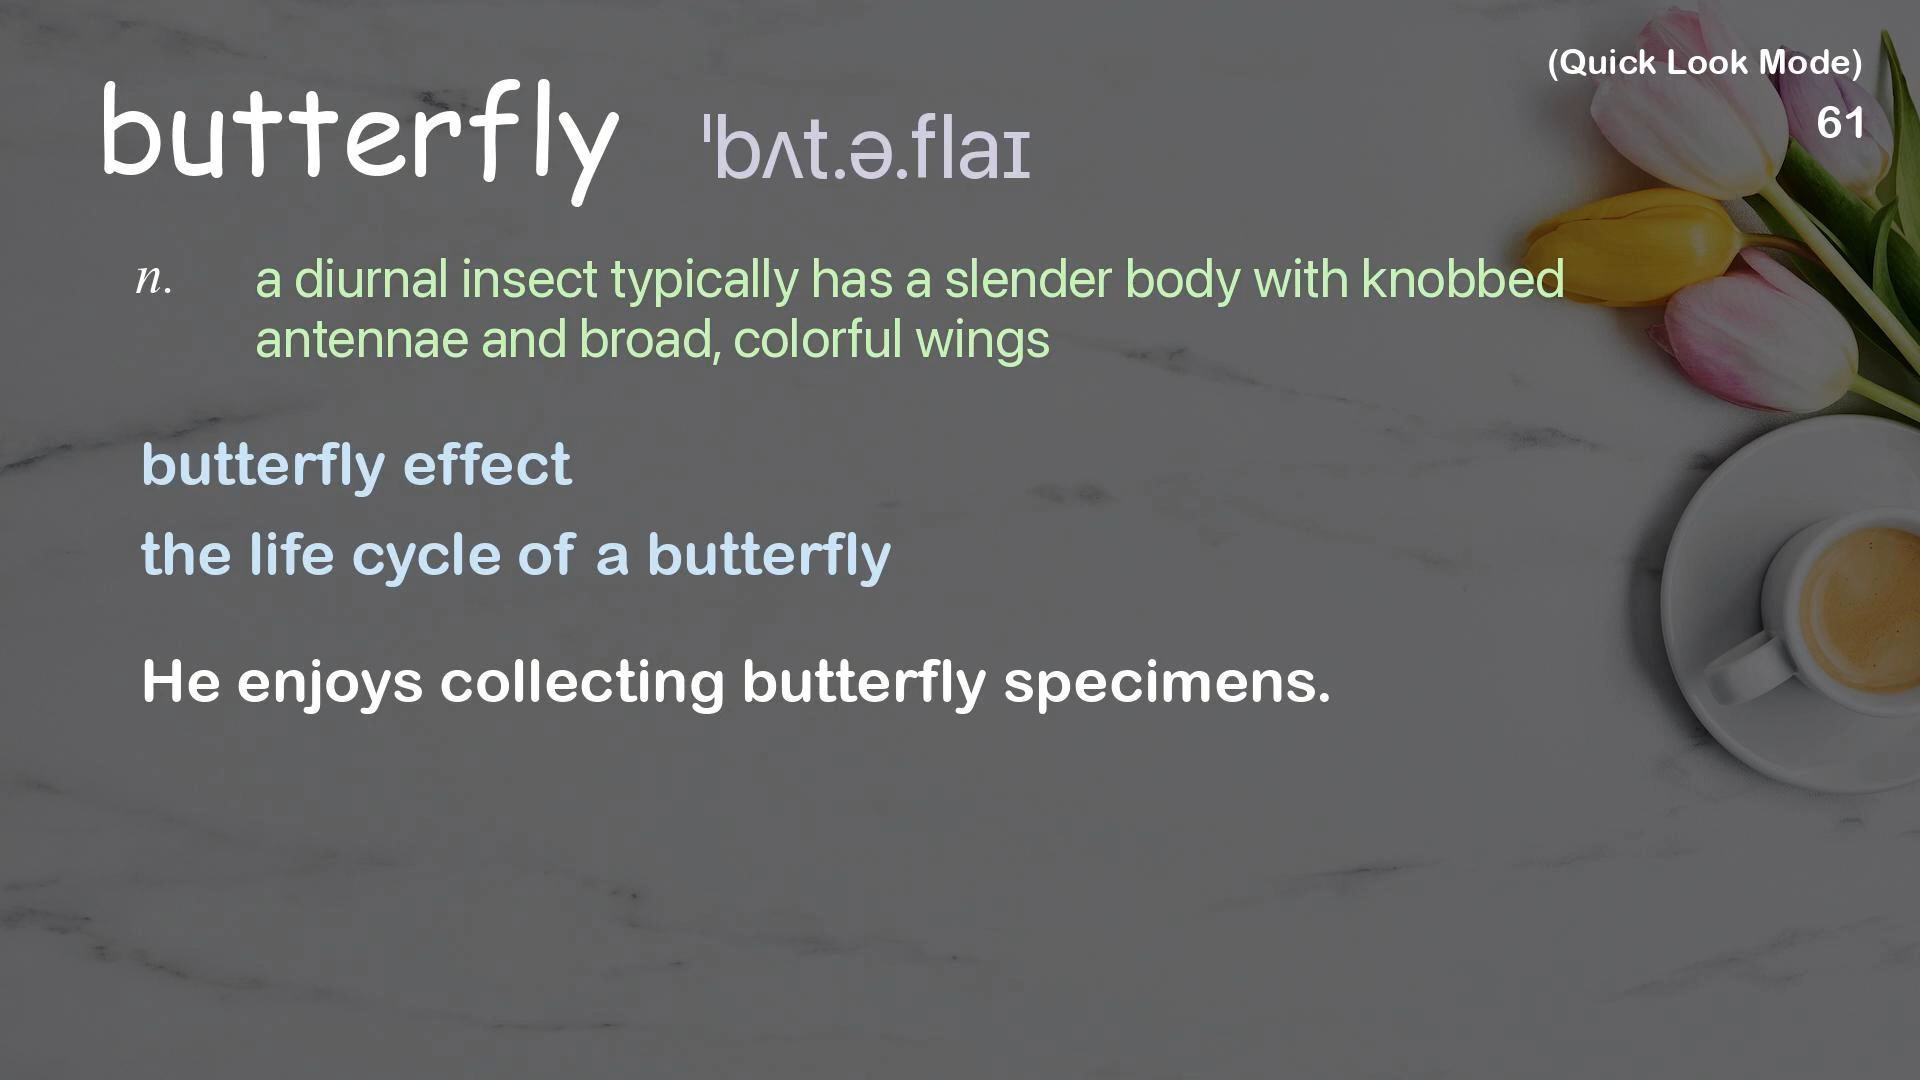 (Quick Look Mode)
61
butterfly ˈbʌt.ə.flaɪ
n. a diurnal insect typically has a slender body with knobbed
antennae and broad, colorful wings
butterfly effect
the life cycle of a butterfly
He enjoys collecting butterfly specimens.